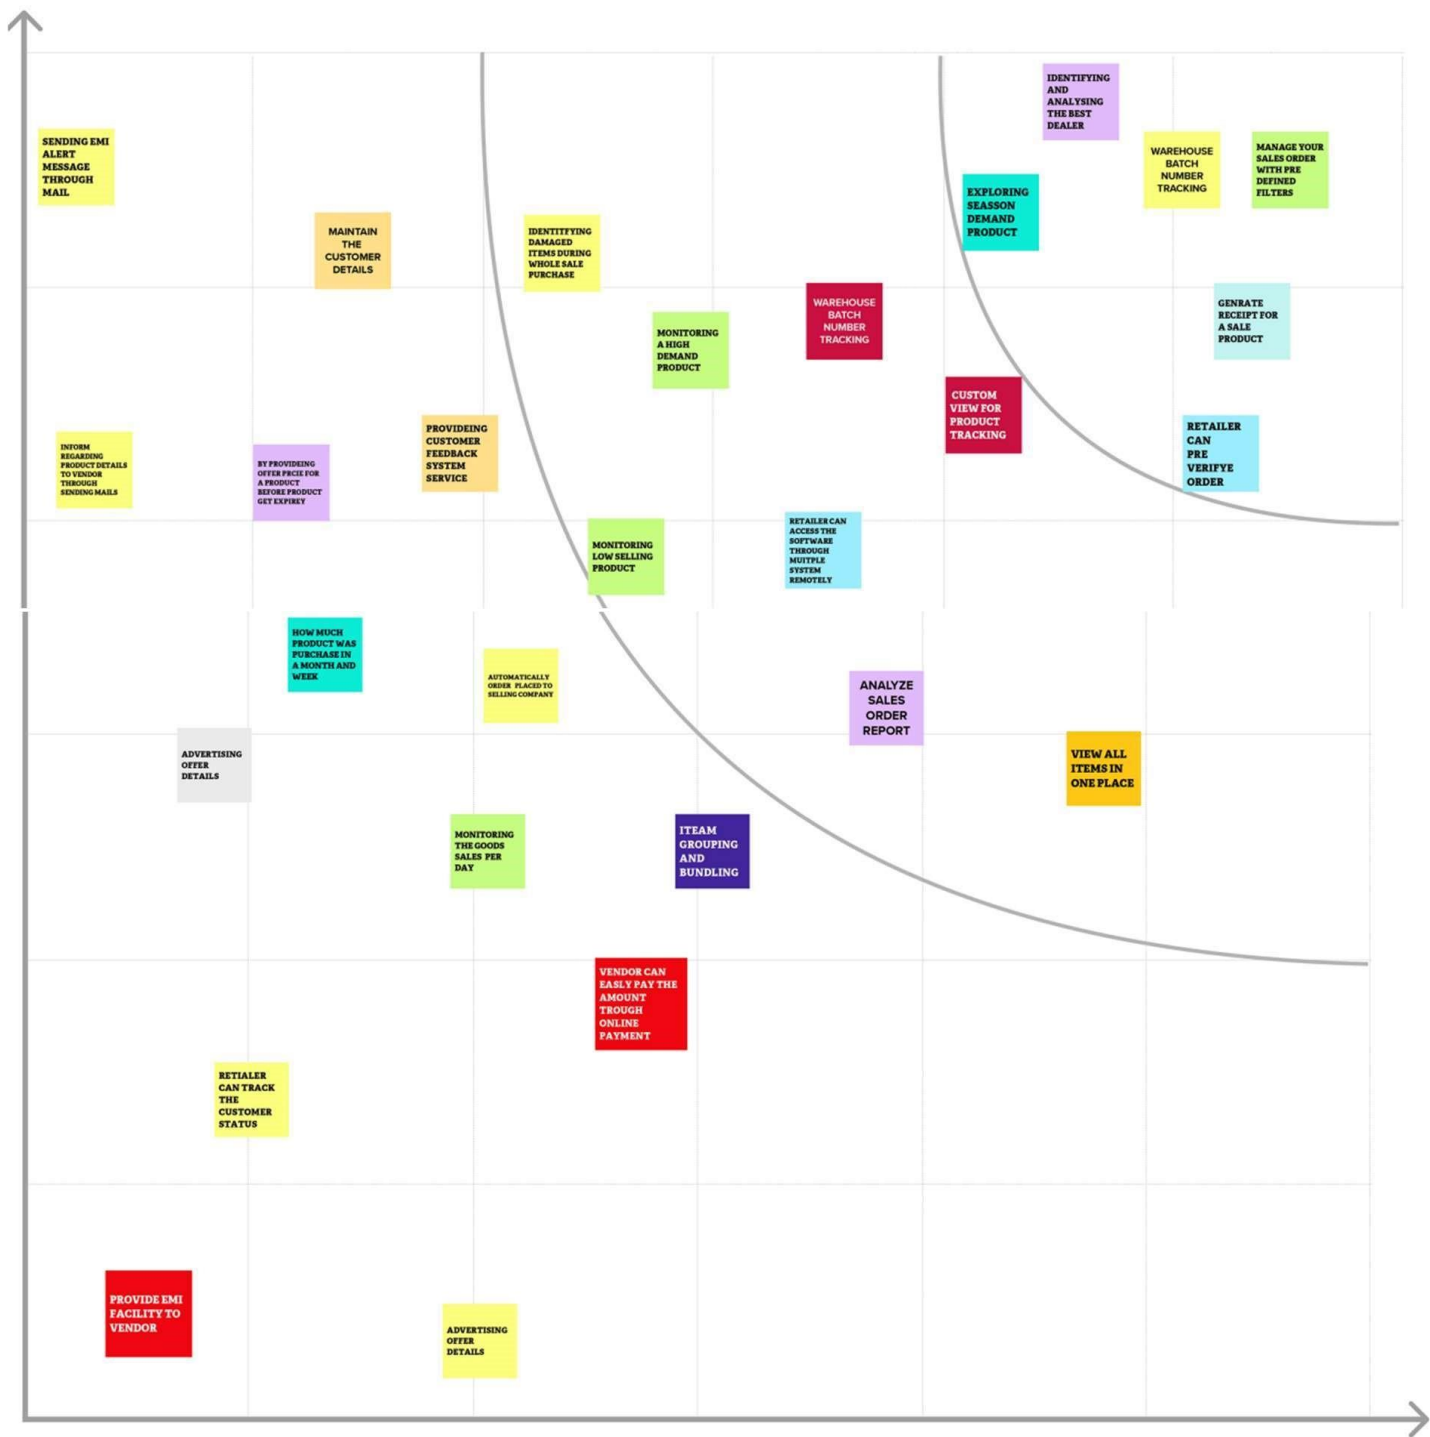 IDENTIFYING
AND
ANALYSING
THE BEST
DEALER
SENDING EMI
ALERT
MESSAGE
THROUGH
MAIL
WAREHOUSE
BATCH
NUMBER
TRACKING
MANAGE YOUR
SALES ORDER
WITH PRE
DEFINED
FILTERS
EXPLORING
SEASSON
DEMAND
PRODUCT
MAINTAIN
THE
CUSTOMER
DETAILS
IDENTITFYING
DAMAGED
ITEMS DURING
WHOLE SALE
PURCHASE
WAREHOUSE
BATCH
NUMBER
TRACKING
GENRATE
RECEIPT FOR
A SALE
PRODUCT
MONITORING
A HIGH
DEMAND
PRODUCT
CUSTOM
VIEW FOR
PRODUCT
TRACKING
PROVIDEING
CUSTOMER
FEEDBACK
SYSTEM
SERVICE
RETAILER
CAN
PRE
VERIFYE
ORDER
INFORM
REGARDING
PRODUCT DETAILS
TO VENDOR
THROUGH
SENDING MAILS
BY PROVIDEING
OFFER PRCIE FOR
A PRODUCT
BEFORE PRODUCT
GET EXPIREY
MONITORING
LOW SELLING
PRODUCT
RETAILER CAN
ACCESS THE
SOFTWARE
THROUGH
MUITPLE
SYSTEM
REMOTELY
HOW MUCH
PRODUCT WAS
PURCHASE IN
A MONTH AND
WEEK
AUTOMATICALLY
ORDER PLACED TO
SELLING COMPANY
ANALYZE
SALES
ORDER
REPORT
ADVERTISING
OFFER
DETAILS
VIEW ALL
ITEMS IN
ONE PLACE
MONITORING
THE GOODS
SALES PER
DAY
ITEAM
GROUPING
AND
BUNDLING
VENDOR CAN
EASLY PAY THE
AMOUNT
TROUGH
ONLINE
PAYMENT
RETIALER
CAN TRACK
THE
CUSTOMER
STATUS
PROVIDE EMI
FACILITY TO
VENDOR
ADVERTISING
OFFER
DETAILS